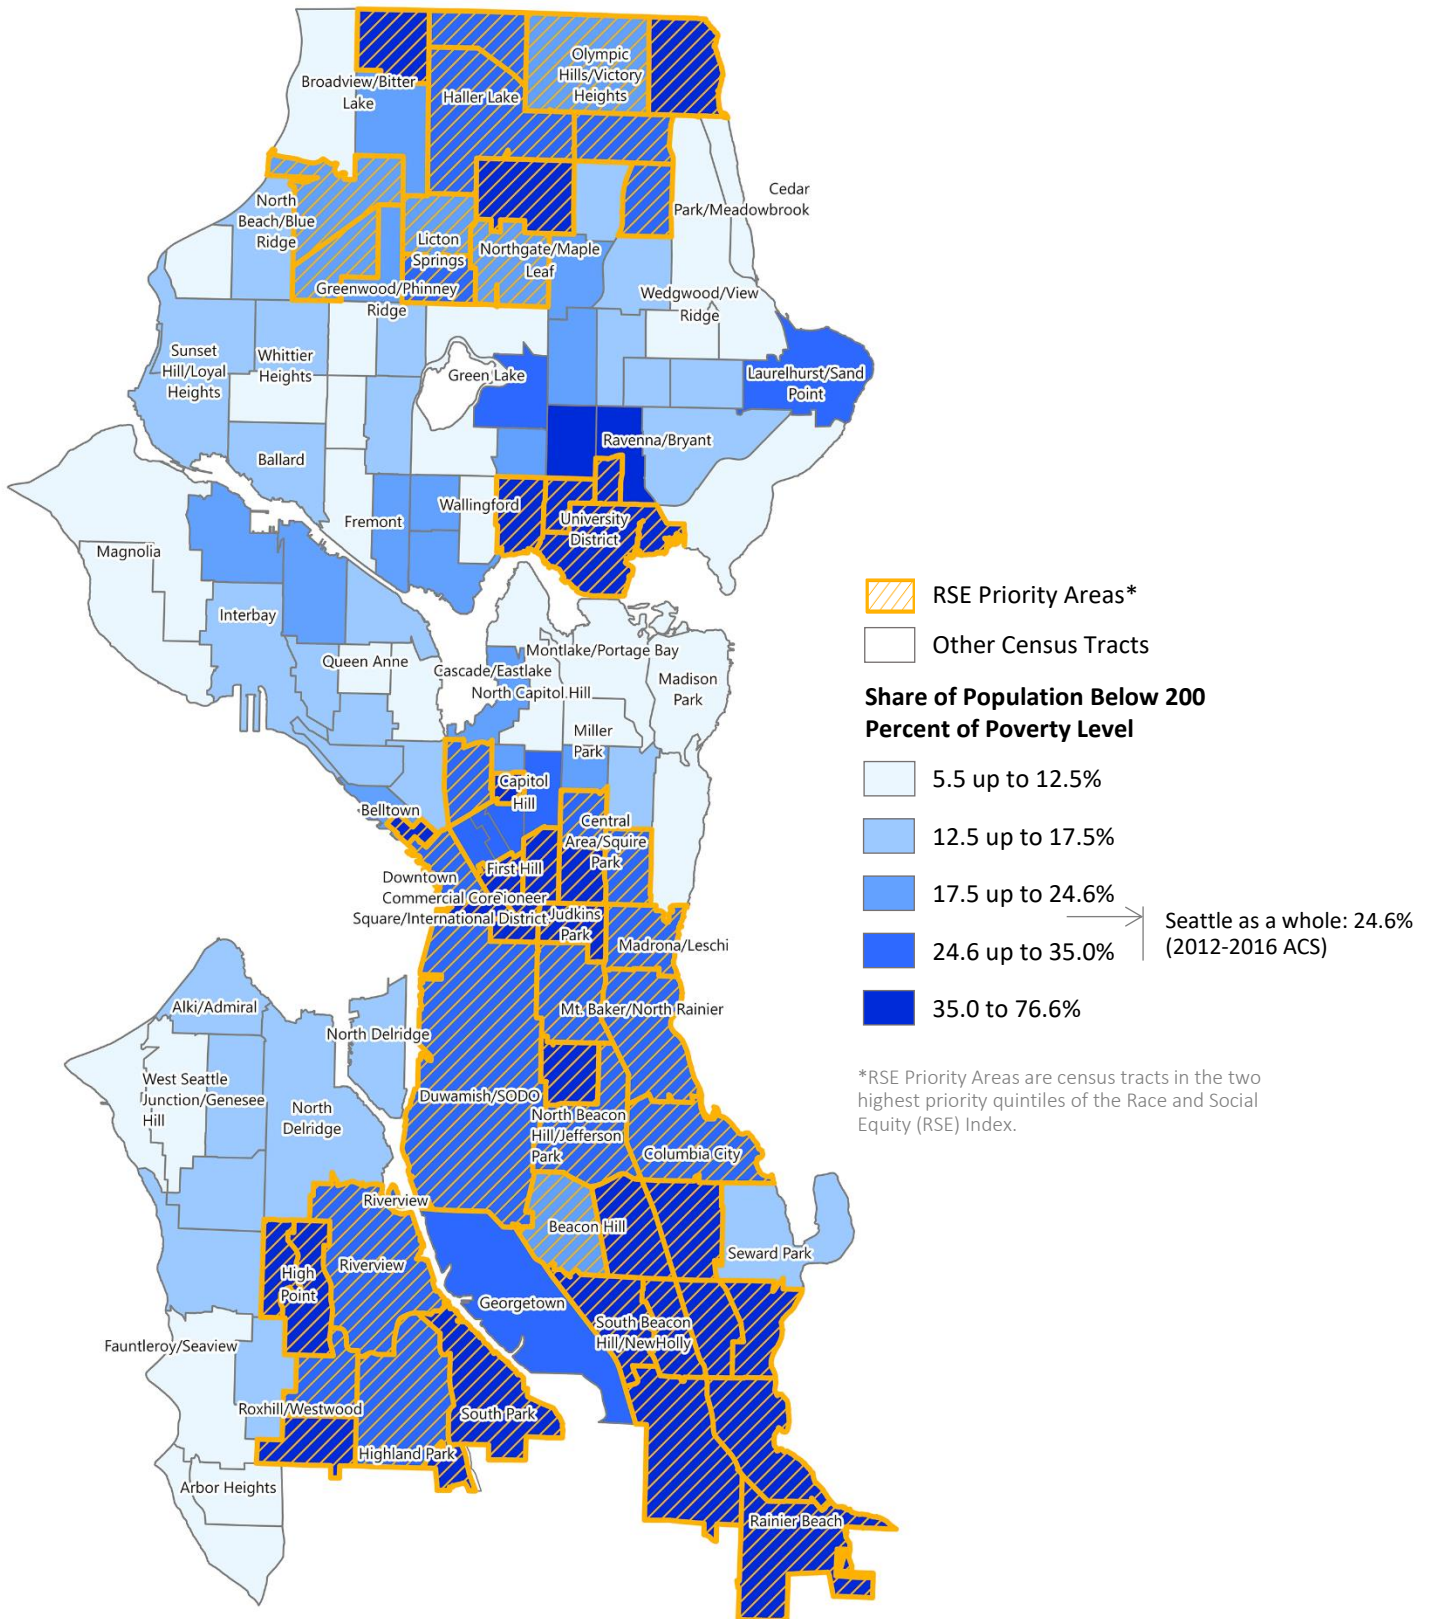 Broadview/Bitter
Lake
Haller Lake
Olympic
Hills/Victory
Heights
Cedar
Park/Meadowbrook
North
Beach/Blue
Ridge
Licton
Springs
Northgate/Maple
Leaf
Greenwood/Phinney
Ridge
Wedgwood/View
Ridge
Sunset
Hill/Loyal
Heights
Whittier
Heights
Green Lake
Laurelhurst/Sand
Point
Ravenna/Bryant
Ballard
Fremont
Wallingford
University
District
Magnolia
Interbay
Queen Anne
Cascade/Eastlake
Montlake/Portage Bay
North Capitol Hill
Madison
Park
Miller
Park
Capitol
Hill
Belltown
Central
Area/Squire
Park
First Hill
Downtown
Commercial Core
Pioneer
Square/International District
Judkins
Park
Madrona/Leschi
Mt. Baker/North Rainier
Alki/Admiral
North Delridge
West Seattle
Junction/Genesee
Hill
North
Delridge
Duwamish/SODO
North Beacon
Hill/Jefferson
Park
Columbia City
Riverview
Beacon Hill
Seward Park
High
Point
Riverview
Georgetown
South Beacon
Hill/NewHolly
Fauntleroy/Seaview
Roxhill/Westwood
South Park
Highland Park
Arbor Heights
Rainier Beach
RSE Priority Areas*
Other Census Tracts
Share of Population Below 200
Percent of Poverty Level
5.5 up to 12.5%
12.5 up to 17.5%
17.5 up to 24.6%
24.6 up to 35.0%
35.0 to 76.6%
Seattle as a whole: 24.6%
(2012-2016 ACS)
*RSE Priority Areas are census tracts in the two
highest priority quintiles of the Race and Social
Equity (RSE) Index.